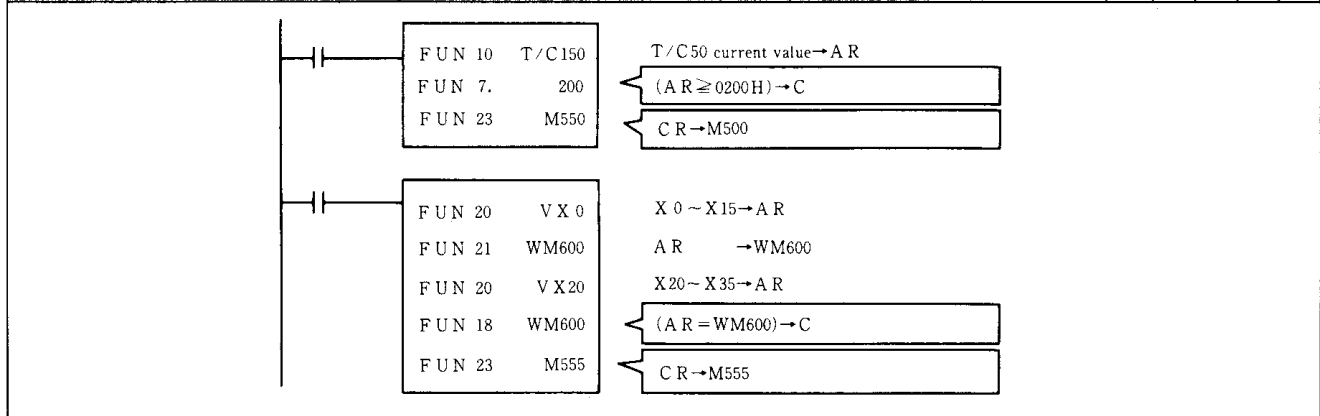 FUN 10 T/C150 T/C50 current value→AR
FUN 7. 200 (AR≧0200H)→C
FUN 23 M550 CR→M500
FUN 20 VX0 X0~X15→AR
FUN 21 WM600 AR →WM600
FUN 20 VX20 X20~X35→AR
FUN 18 WM600 (AR=WM600)→C
FUN 23 M555 CR→M555